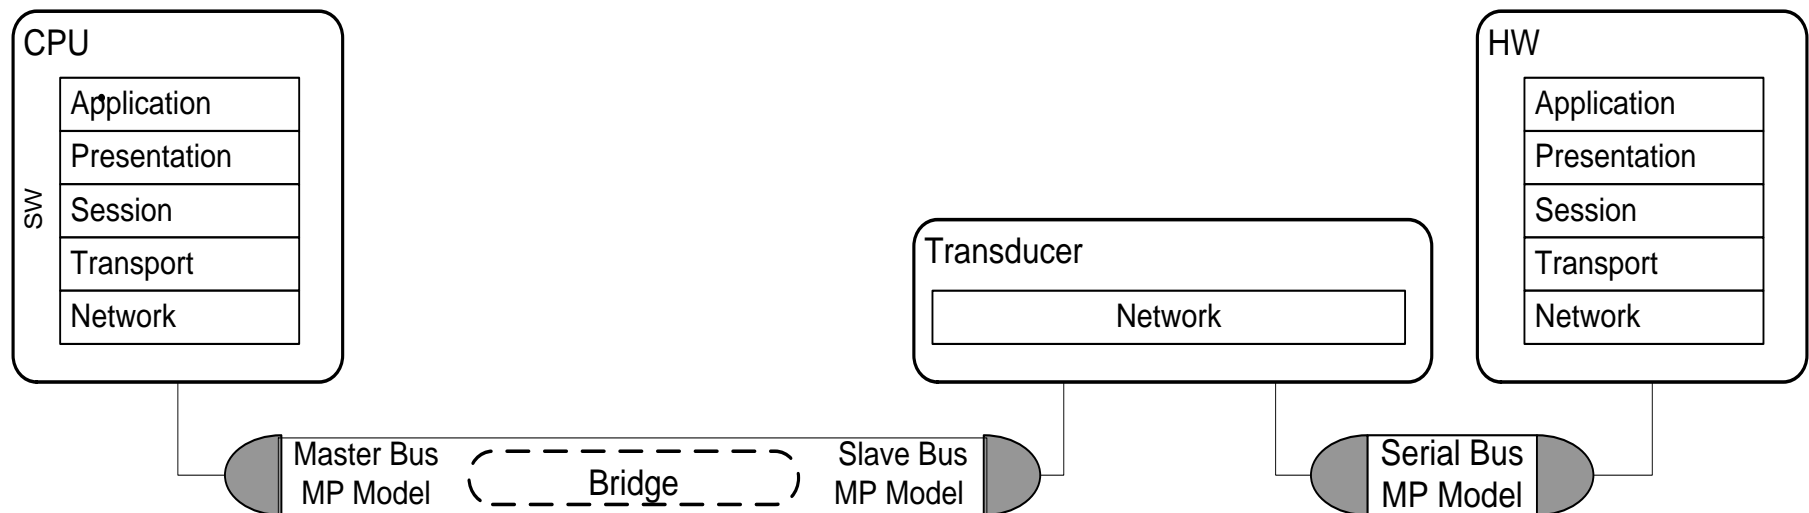 CPU
SW
Application
Presentation
Session
Transport
Network
Transducer
Network
HW
Application
Presentation
Session
Transport
Network
Master Bus
MP Model
Bridge
Slave Bus
MP Model
Serial Bus
MP Model